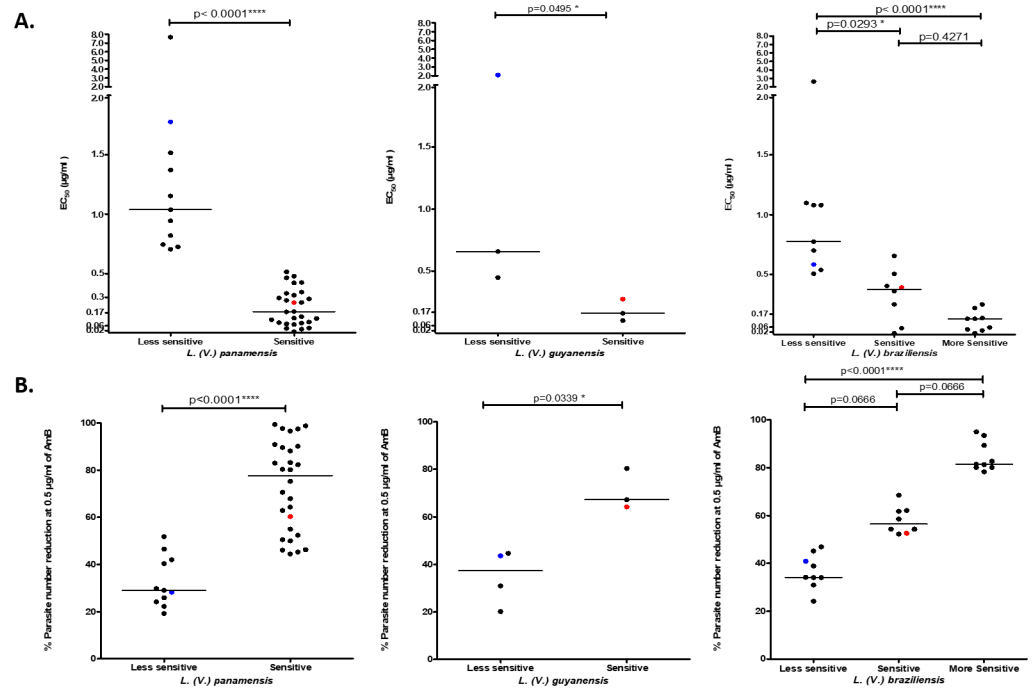 A.
p< 0.0001****
EC50 (µg/ml )
8.0
7.0
6.0
5.0
4.0
3.0
2.0
2.0
1.5
1.0
0.5
0.3
0.17
0.06
0.02
Less sensitive Sensitive
L. (V.) panamensis
p=0.0495 *
EC50 (µg/ml )
8.0
7.0
6.0
5.0
4.0
3.0
2.0
2.0
1.5
1.0
0.5
0.17
0.06
0.02
Less sensitive Sensitive
L. (V.) guyanensis
p< 0.0001****
p=0.0293 *
p=0.4271
EC50 (µg/ml )
8.0
7.0
6.0
5.0
4.0
3.0
2.0
2.0
1.5
1.0
0.5
0.17
0.06
0.02
Less sensitive Sensitive More Sensitive
L. (V.) braziliensis
B.
p<0.0001****
% Parasite number reduction at 0.5 µg/ml of AmB
100
80
60
40
20
0
Less sensitive Sensitive
L. (V.) panamensis
p=0.0339 *
% Parasite number reduction at 0.5 µg/ml of AmB
100
80
60
40
20
0
Less sensitive Sensitive
L. (V.) guyanensis
p<0.0001****
p=0.0666
p=0.0666
% Parasite number reduction at 0.5 µg/ml of AmB
100
80
60
40
20
0
Less sensitive Sensitive More Sensitive
L. (V.) braziliensis